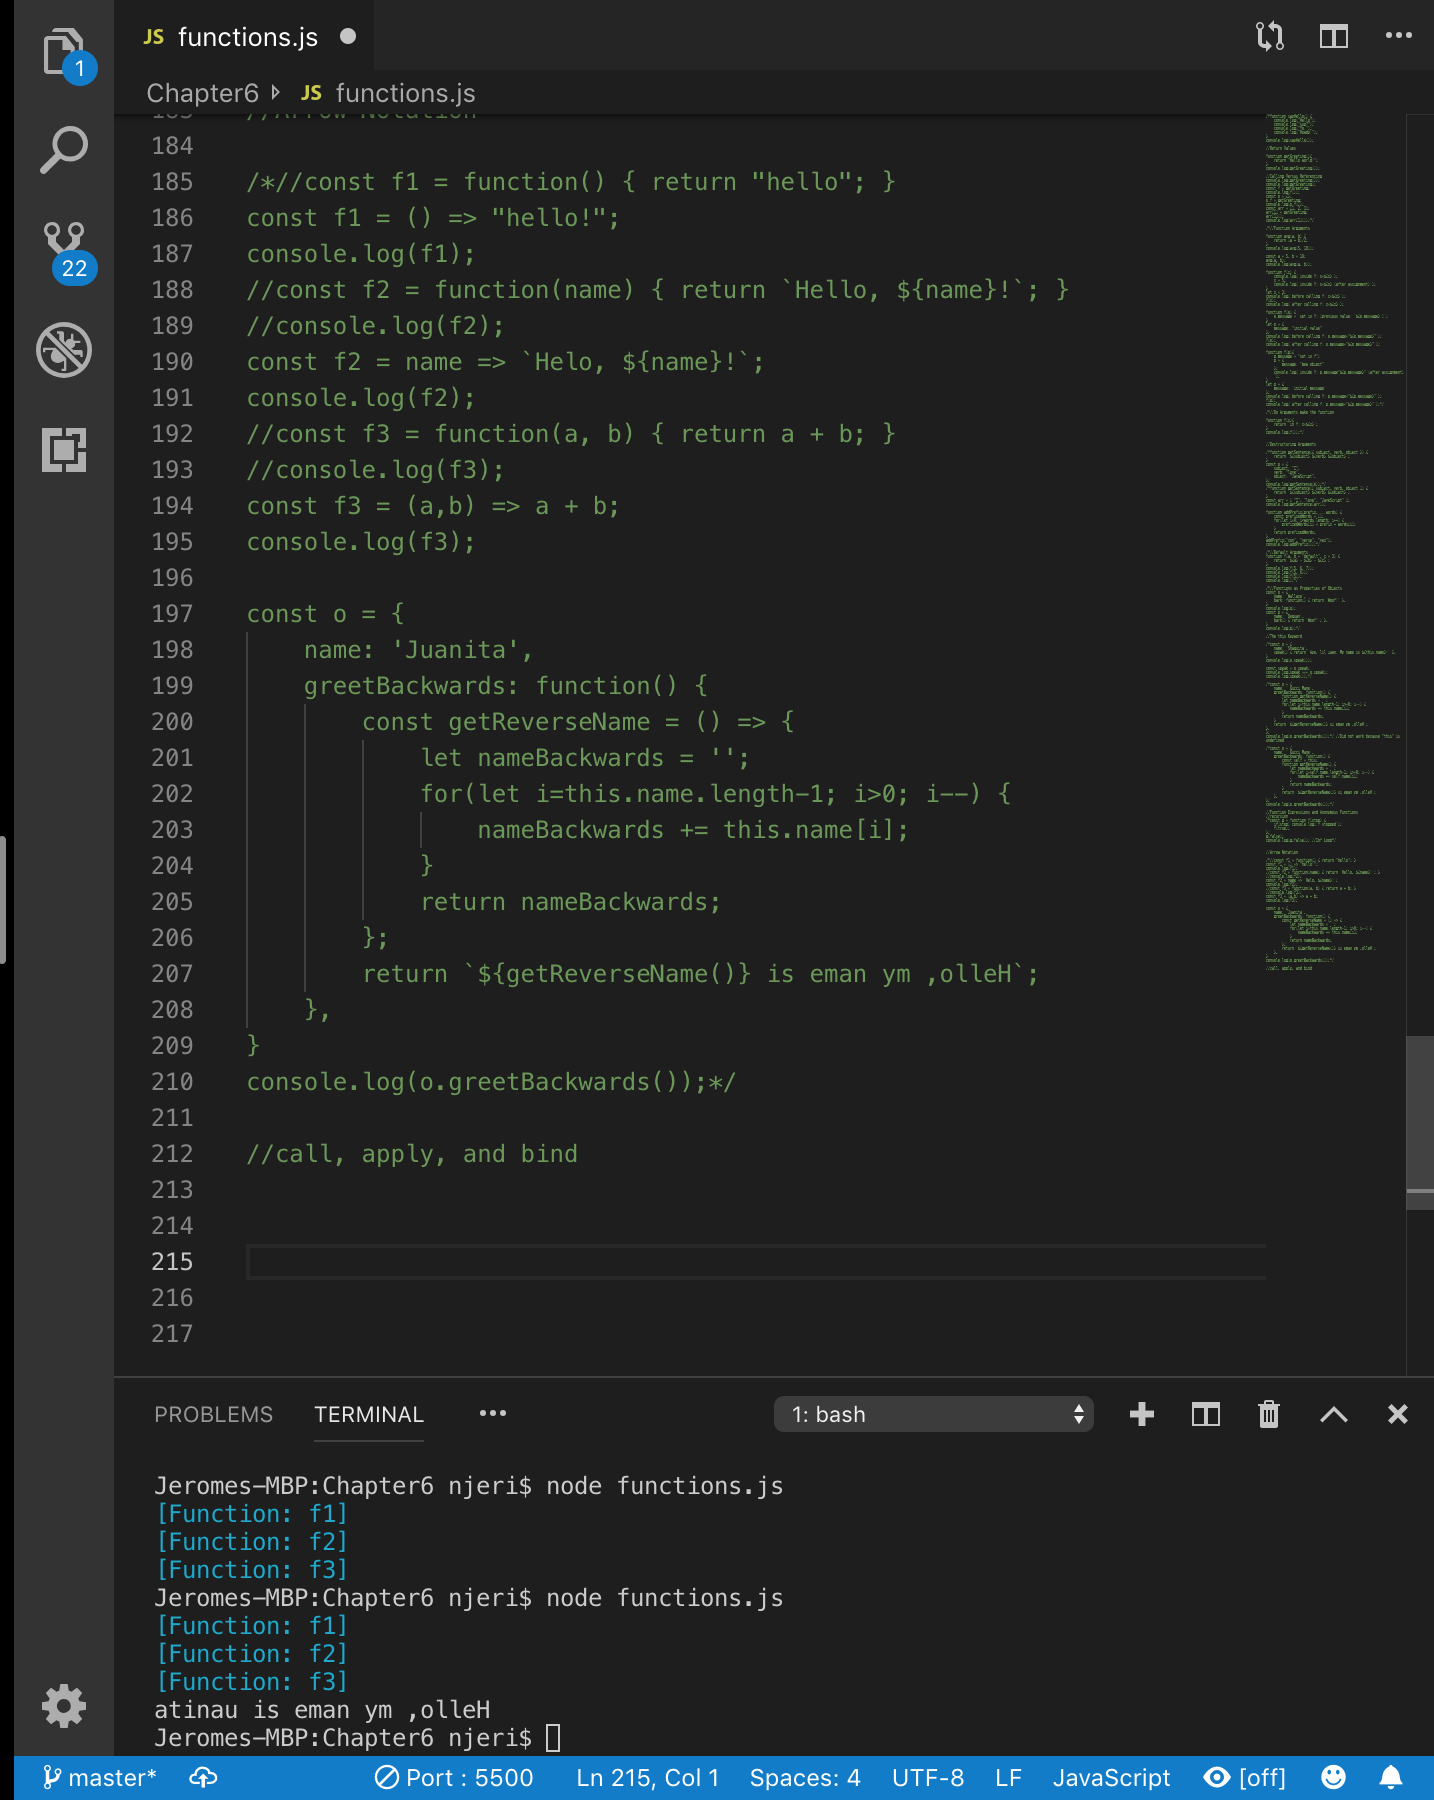 1
JS functions.js
Chapter6 JS functions.js
183 //Arrow Notation
184
185 /*//const f1 = function() { return "hello"; }
186 const f1 = () => "hello!";
187 console.log(f1);
188 //const f2 = function(name) { return `Hello, ${name}!`; }
189 //console.log(f2);
190 const f2 = name => `Helo, ${name}!`;
191 console.log(f2);
192 //const f3 = function(a, b) { return a + b; }
193 //console.log(f3);
194 const f3 = (a,b) => a + b;
195 console.log(f3);
196
197 const o = {
198 name: 'Juanita',
199 greetBackwards: function() {
200 const getReverseName = () => {
201 let nameBackwards = '';
202 for(let i=this.name.length-1; i>0; i--) {
203 nameBackwards += this.name[i];
204 }
205 return nameBackwards;
206 };
207 return `${getReverseName()} is eman ym ,olleH`;
208 },
209 }
210 console.log(o.greetBackwards());*/
211
212 //call, apply, and bind
213
214
215
216
217
22
PROBLEMS TERMINAL ••• 1: bash
Jeromes-MBP:Chapter6 njeri$ node functions.js
[Function: f1]
[Function: f2]
[Function: f3]
Jeromes-MBP:Chapter6 njeri$ node functions.js
[Function: f1]
[Function: f2]
[Function: f3]
atinau is eman ym ,olleH
Jeromes-MBP:Chapter6 njeri$
master* Port : 5500 Ln 215, Col 1 Spaces: 4 UTF-8 LF JavaScript [off]